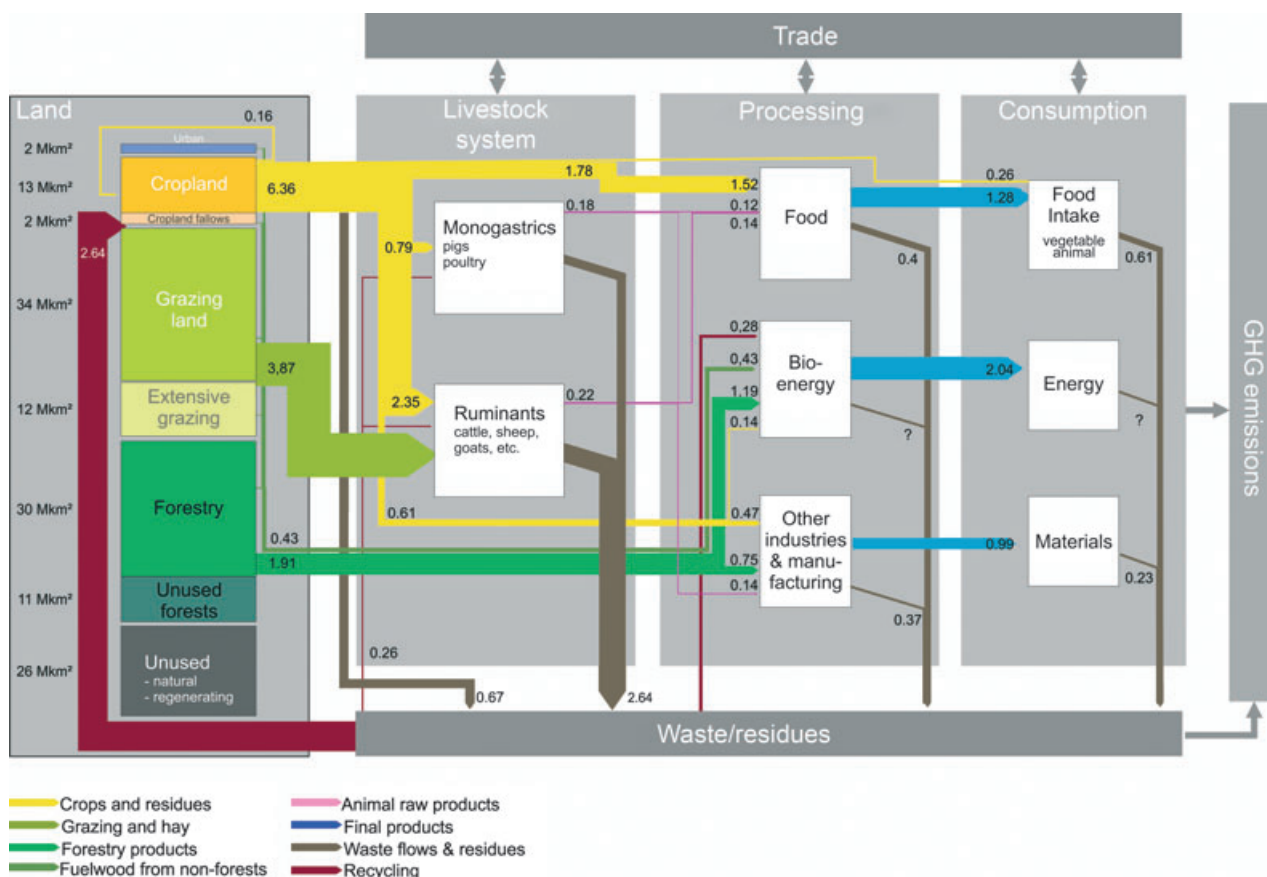 Trade
Land
Livestock
system
Processing
Consumption
GHG emissions
0.16
2 Mkm²
Urban
13 Mkm²
Cropland
6.36
1.78
1.52
0.26
2 Mkm²
Cropland fallows
2.64
Monogastrics
pigs
poultry
0.79
0.18
0.12
0.14
Food
1.28
Food
Intake
vegetable
animal
0.4
0.61
34 Mkm²
Grazing
land
3,87
12 Mkm²
Extensive
grazing
2.35
Ruminants
cattle, sheep,
goats, etc.
0.22
0,28
0,43
1.19
0.14
Bio-
energy
2.04
Energy
?
?
30 Mkm²
Forestry
0.43
1.91
0.61
0.47
0.75
0.14
Other
industries
& manu-
facturing
0.99
Materials
0.37
0.23
11 Mkm²
Unused
forests
26 Mkm²
Unused
- natural
- regenerating
0.26
0.67
2.64
Waste/residues
Crops and residues
Grazing and hay
Forestry products
Fuelwood from non-forests
Animal raw products
Final products
Waste flows & residues
Recycling